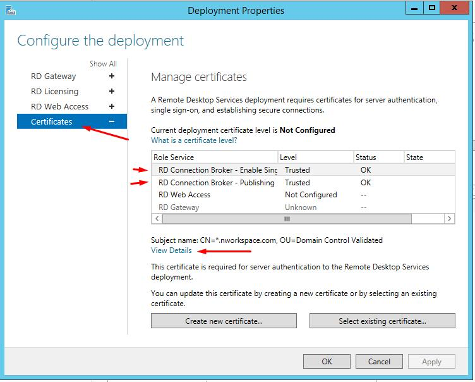 Deployment Properties
Configure the deployment
Show All
RD Gateway +
RD Licensing +
RD Web Access +
Certificates –
Manage certificates
A Remote Desktop Services deployment requires certificates for server authentication,
single sign-on, and establishing secure connections.
Current deployment certificate level is Not Configured
What is a certificate level?
Role Service Level Status State
RD Connection Broker - Enable Sing Trusted OK
RD Connection Broker - Publishing Trusted OK
RD Web Access Not Configured --
RD Gateway Unknown --
Subject name: CN=*.nworkspace.com, OU=Domain Control Validated
View Details
This certificate is required for server authentication to the Remote Desktop Services
deployment.
You can update this certificate by creating a new certificate or by selecting an existing
certificate.
Create new certificate... Select existing certificate...
OK Cancel Apply